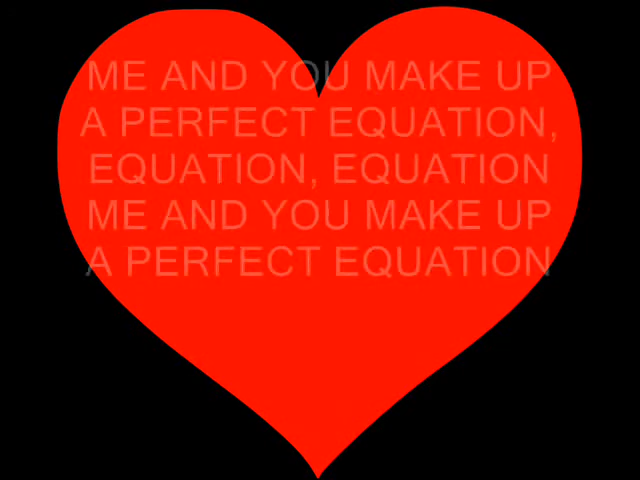 ME AND YOU MAKE UP
A PERFECT EQUATION,
EQUATION, EQUATION
ME AND YOU MAKE UP
A PERFECT EQUATION